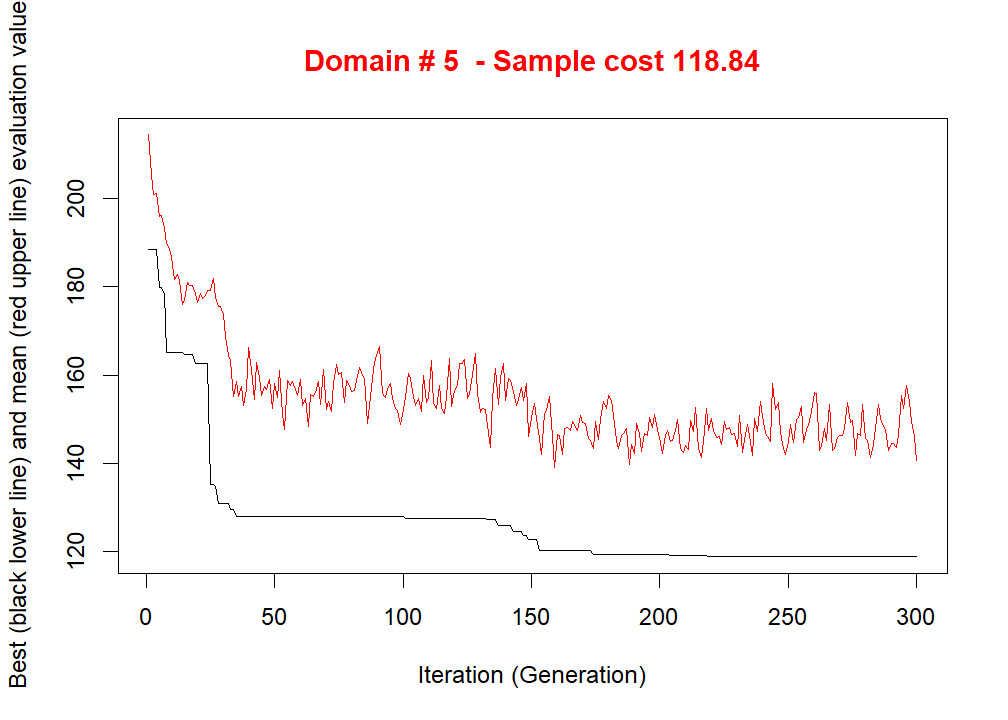 Domain # 5  - Sample cost 118.84
Best (black lower line) and mean (red upper line) evaluation value
200
180
160
140
120
0 50 100 150 200 250 300
Iteration (Generation)